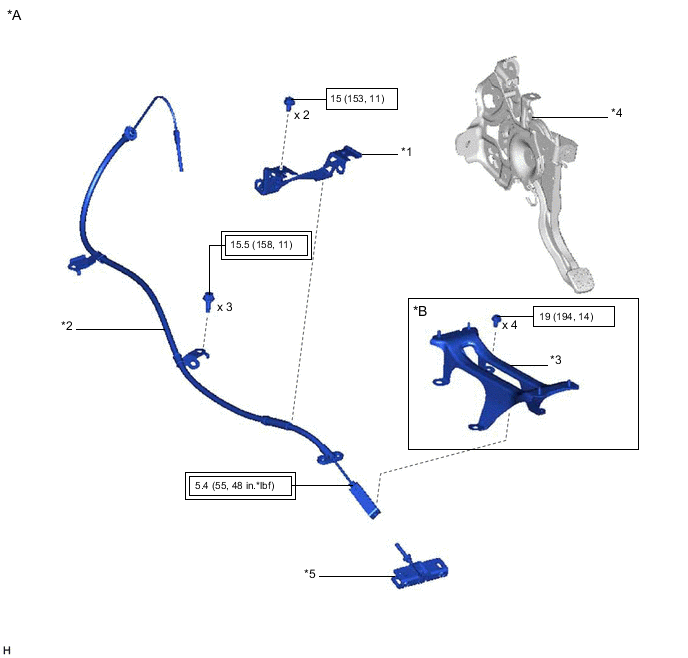 *A
15 (153, 11)
x 2
*1
*4
15.5 (158, 11)
x 3
*2
*B
19 (194, 14)
x 4
*3
5.4 (55, 48 in.*lbf)
*5
H